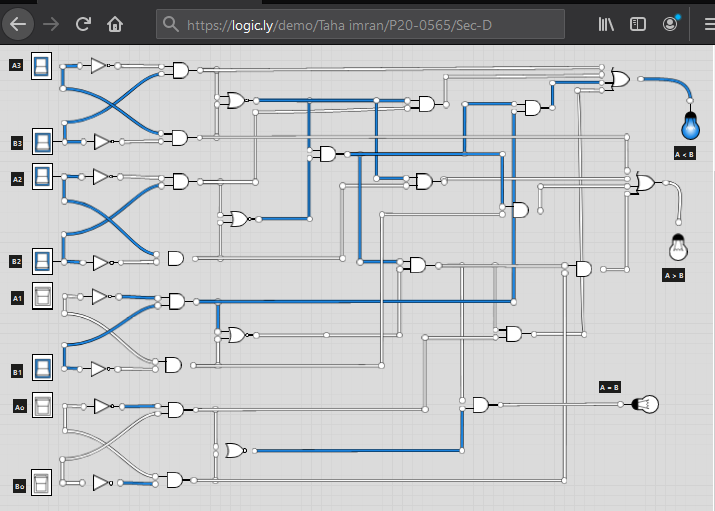 https://logic.ly/demo/Taha imran/P20-0565/Sec-D
A3
B3
A < B
A2
A > B
B2
A1
B1
A = B
Ao
Bo